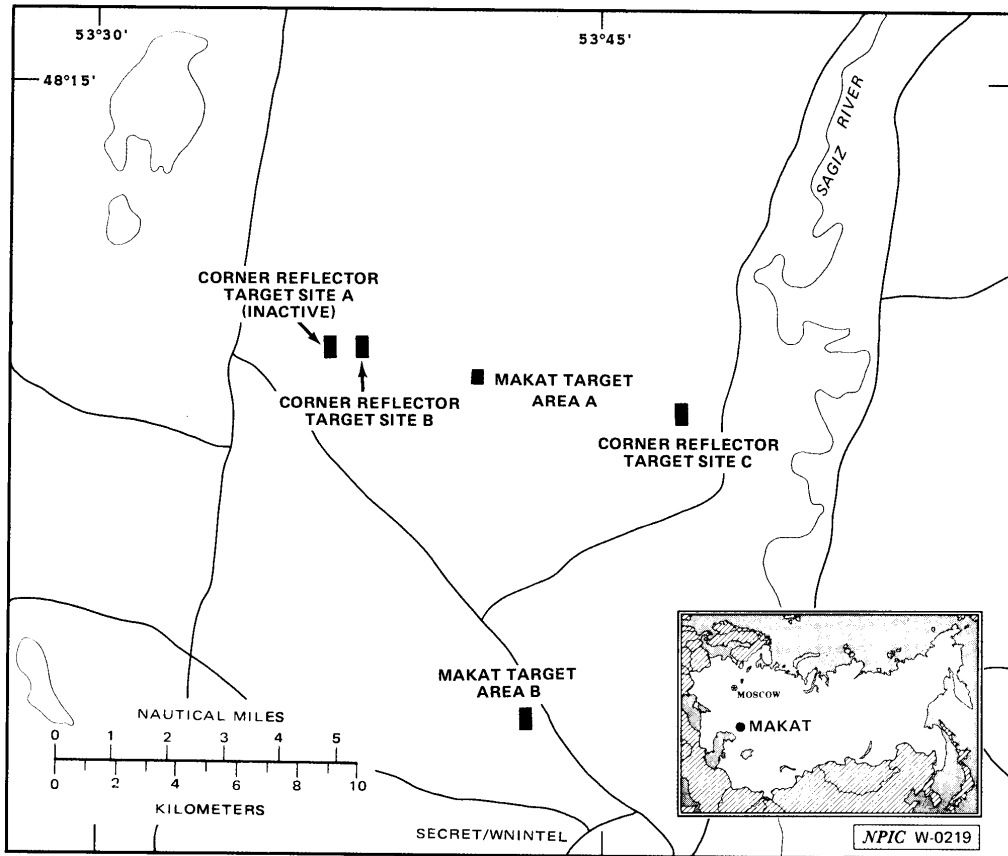 53°30'
53°45'
48°15'
SAGIZ RIVER
CORNER REFLECTOR
TARGET SITE A
(INACTIVE)
CORNER REFLECTOR
TARGET SITE B
MAKAT TARGET
AREA A
CORNER REFLECTOR
TARGET SITE C
MAKAT TARGET
AREA B
NAUTICAL MILES
0 1 2 3 4 5
0 2 4 6 8 10
KILOMETERS
MOSCOW
MAKAT
SECRET/WNINTEL
NPIC W-0219